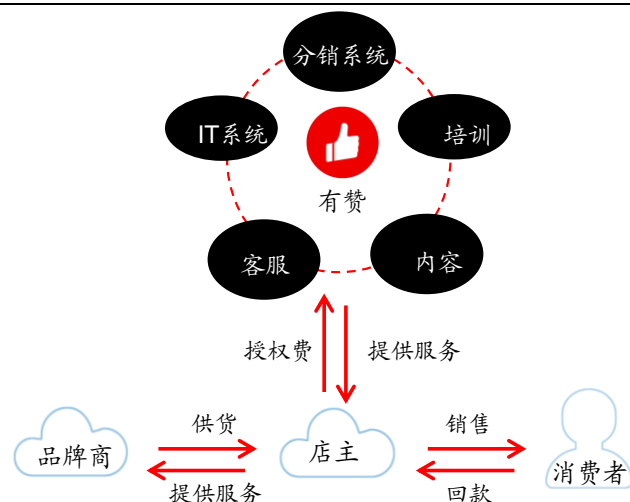 分销系统
IT系统
培训
有赞
客服
内容
授权费
提供服务
供货
销售
品牌商
店主
消费者
提供服务
回款